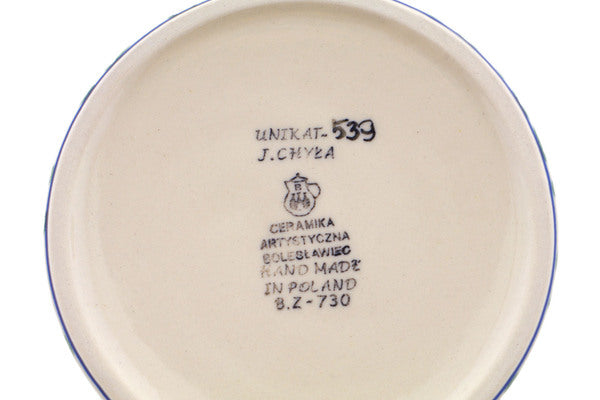 UNIKAT-539
J.CHYŁA
B
CERAMIKA
ARTYSTYCZNA
BOLESŁAWIEC
HAND MADE
IN POLAND
B.Z-730